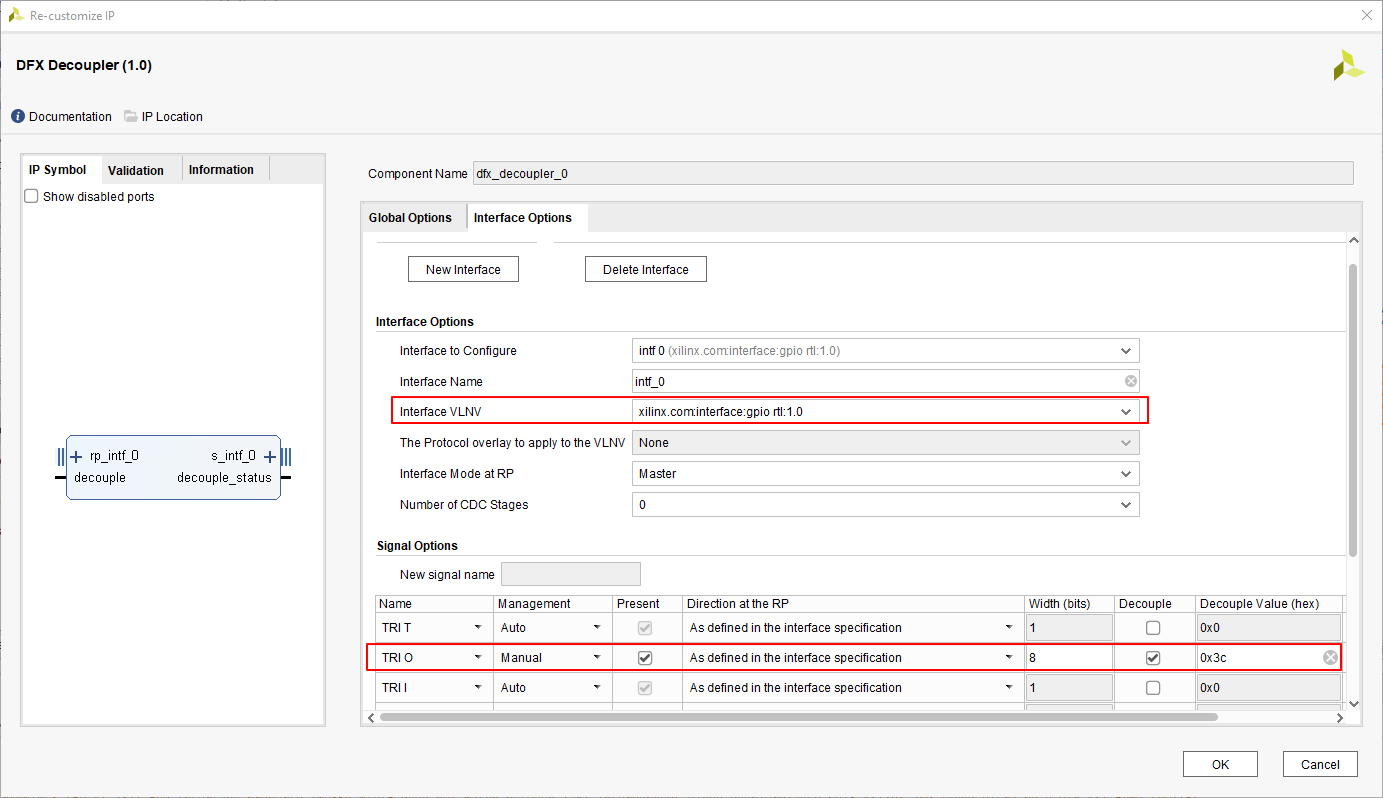 Re-customize IP
DFX Decoupler (1.0)
Documentation IP Location
IP Symbol Validation Information
Show disabled ports
rp_intf_0 s_intf_0
decouple decouple_status
Component Name dfx_decoupler_0
Global Options Interface Options
New Interface Delete Interface
Interface Options
Interface to Configure intf 0 (xilinx.com:interface:gpio rtl:1.0)
Interface Name intf_0
Interface VLNV xilinx.com:interface:gpio rtl:1.0
The Protocol overlay to apply to the VLNV None
Interface Mode at RP Master
Number of CDC Stages 0
Signal Options
New signal name
Name Management Present Direction at the RP Width (bits) Decouple Decouple Value (hex)
TRI T Auto As defined in the interface specification 1 0x0
TRI O Manual As defined in the interface specification 8 0x3c
TRI I Auto As defined in the interface specification 1 0x0
OK Cancel